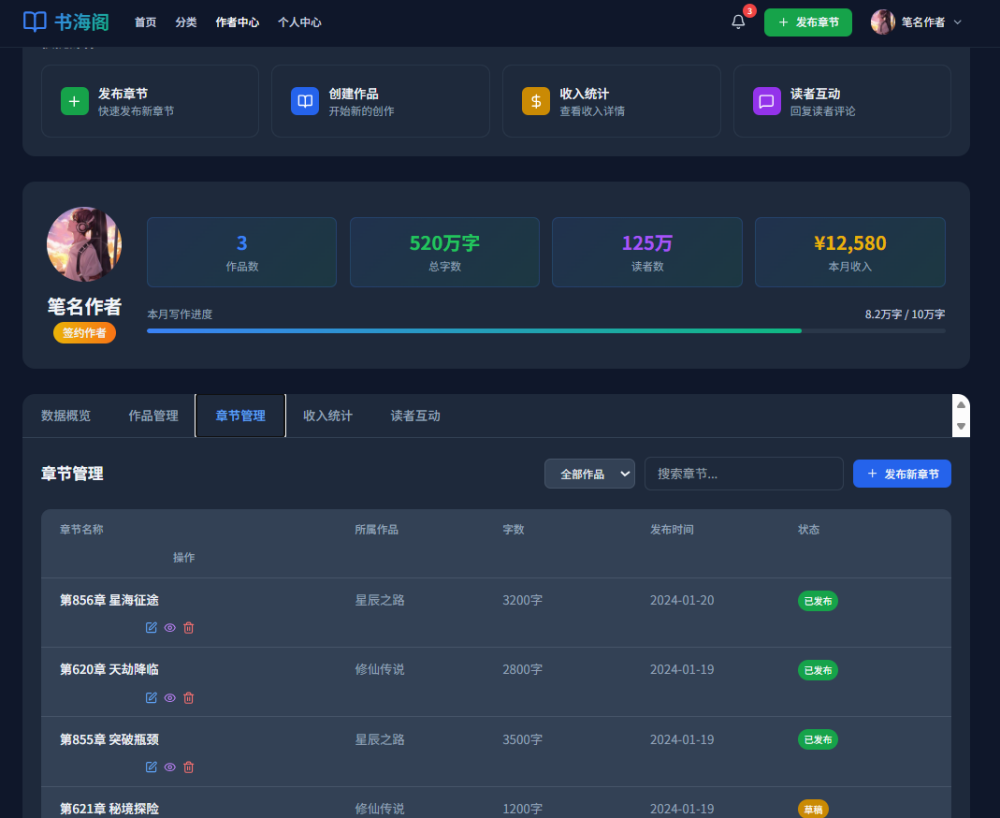 书海阁 首页 分类 作者中心 个人中心 3 发布章节 笔名作者
发布章节
快速发布新章节
创建作品
开始新的创作
收入统计
查看收入详情
读者互动
回复读者评论
笔名作者
签约作者
3
作品数
520万字
总字数
125万
读者数
¥12,580
本月收入
本月写作进度 8.2万字 / 10万字
数据概览 作品管理 章节管理 收入统计 读者互动
章节管理 全部作品 搜索章节... 发布新章节
章节名称 所属作品 字数 发布时间 状态
操作
第856章 星海征途 星辰之路 3200字 2024-01-20 已发布
第620章 天劫降临 修仙传说 2800字 2024-01-19 已发布
第855章 突破瓶颈 星辰之路 3500字 2024-01-19 已发布
第621章 秘境探险 修仙传说 1200字 2024-01-19 草稿